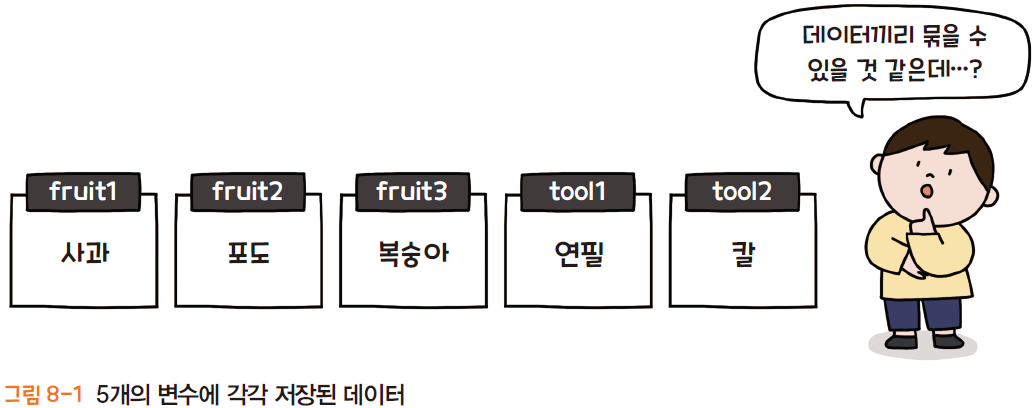 데이터끼리 묶을 수
있을 것 같은데…?
fruit1 fruit2 fruit3 tool1 tool2
사과 포도 복숭아 연필 칼
그림 8-1 5개의 변수에 각각 저장된 데이터